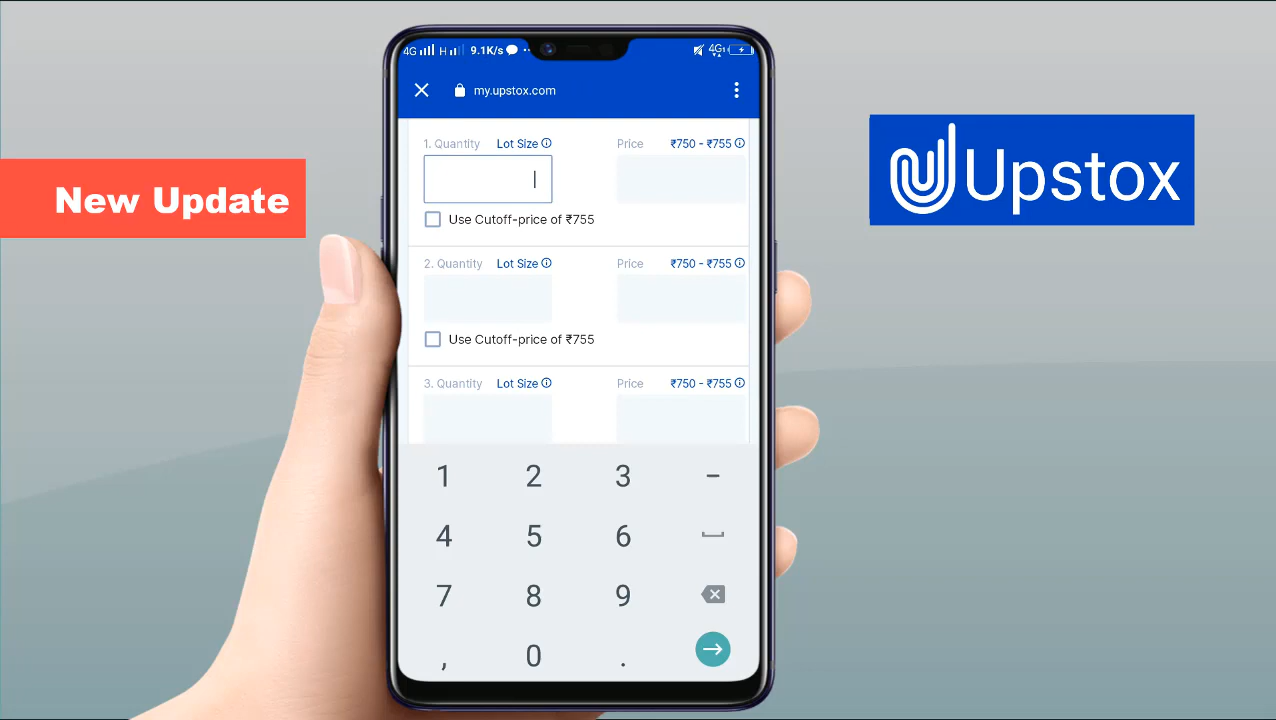 4G H 9.1K/s 4G
my.upstox.com
1. Quantity Lot Size Price ₹750 - ₹755
Use Cutoff-price of ₹755
2. Quantity Lot Size Price ₹750 - ₹755
Use Cutoff-price of ₹755
3. Quantity Lot Size Price ₹750 - ₹755
1 2 3 -
4 5 6
7 8 9
, 0 .
New Update
Upstox